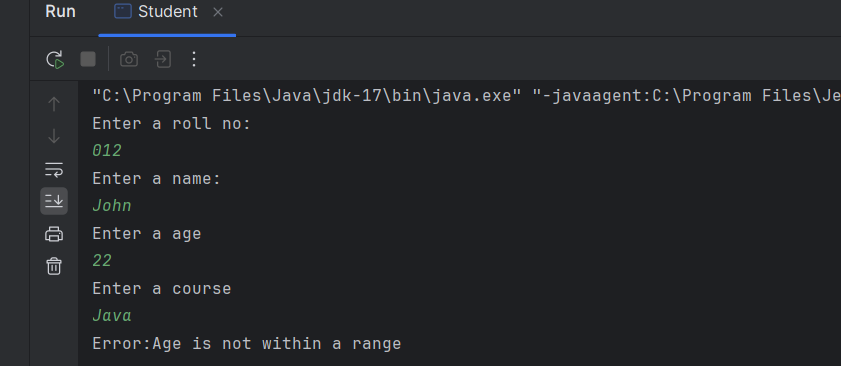 Run Student
"C:\Program Files\Java\jdk-17\bin\java.exe" "-javaagent:C:\Program Files\Je
Enter a roll no:
012
Enter a name:
John
Enter a age
22
Enter a course
Java
Error:Age is not within a range